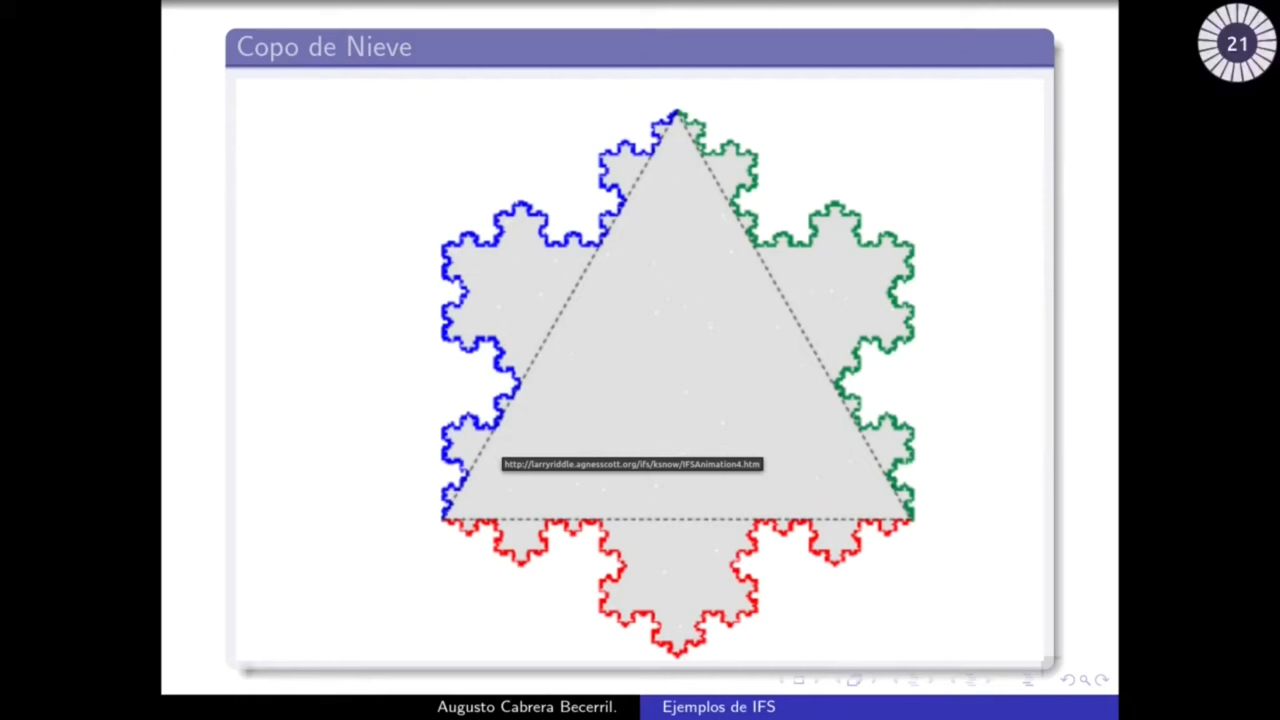 Copo de Nieve
21
http://larryriddle.agnesscott.org/ifs/ksnow/IFSAnimation4.htm
Augusto Cabrera Becerril.
Ejemplos de IFS